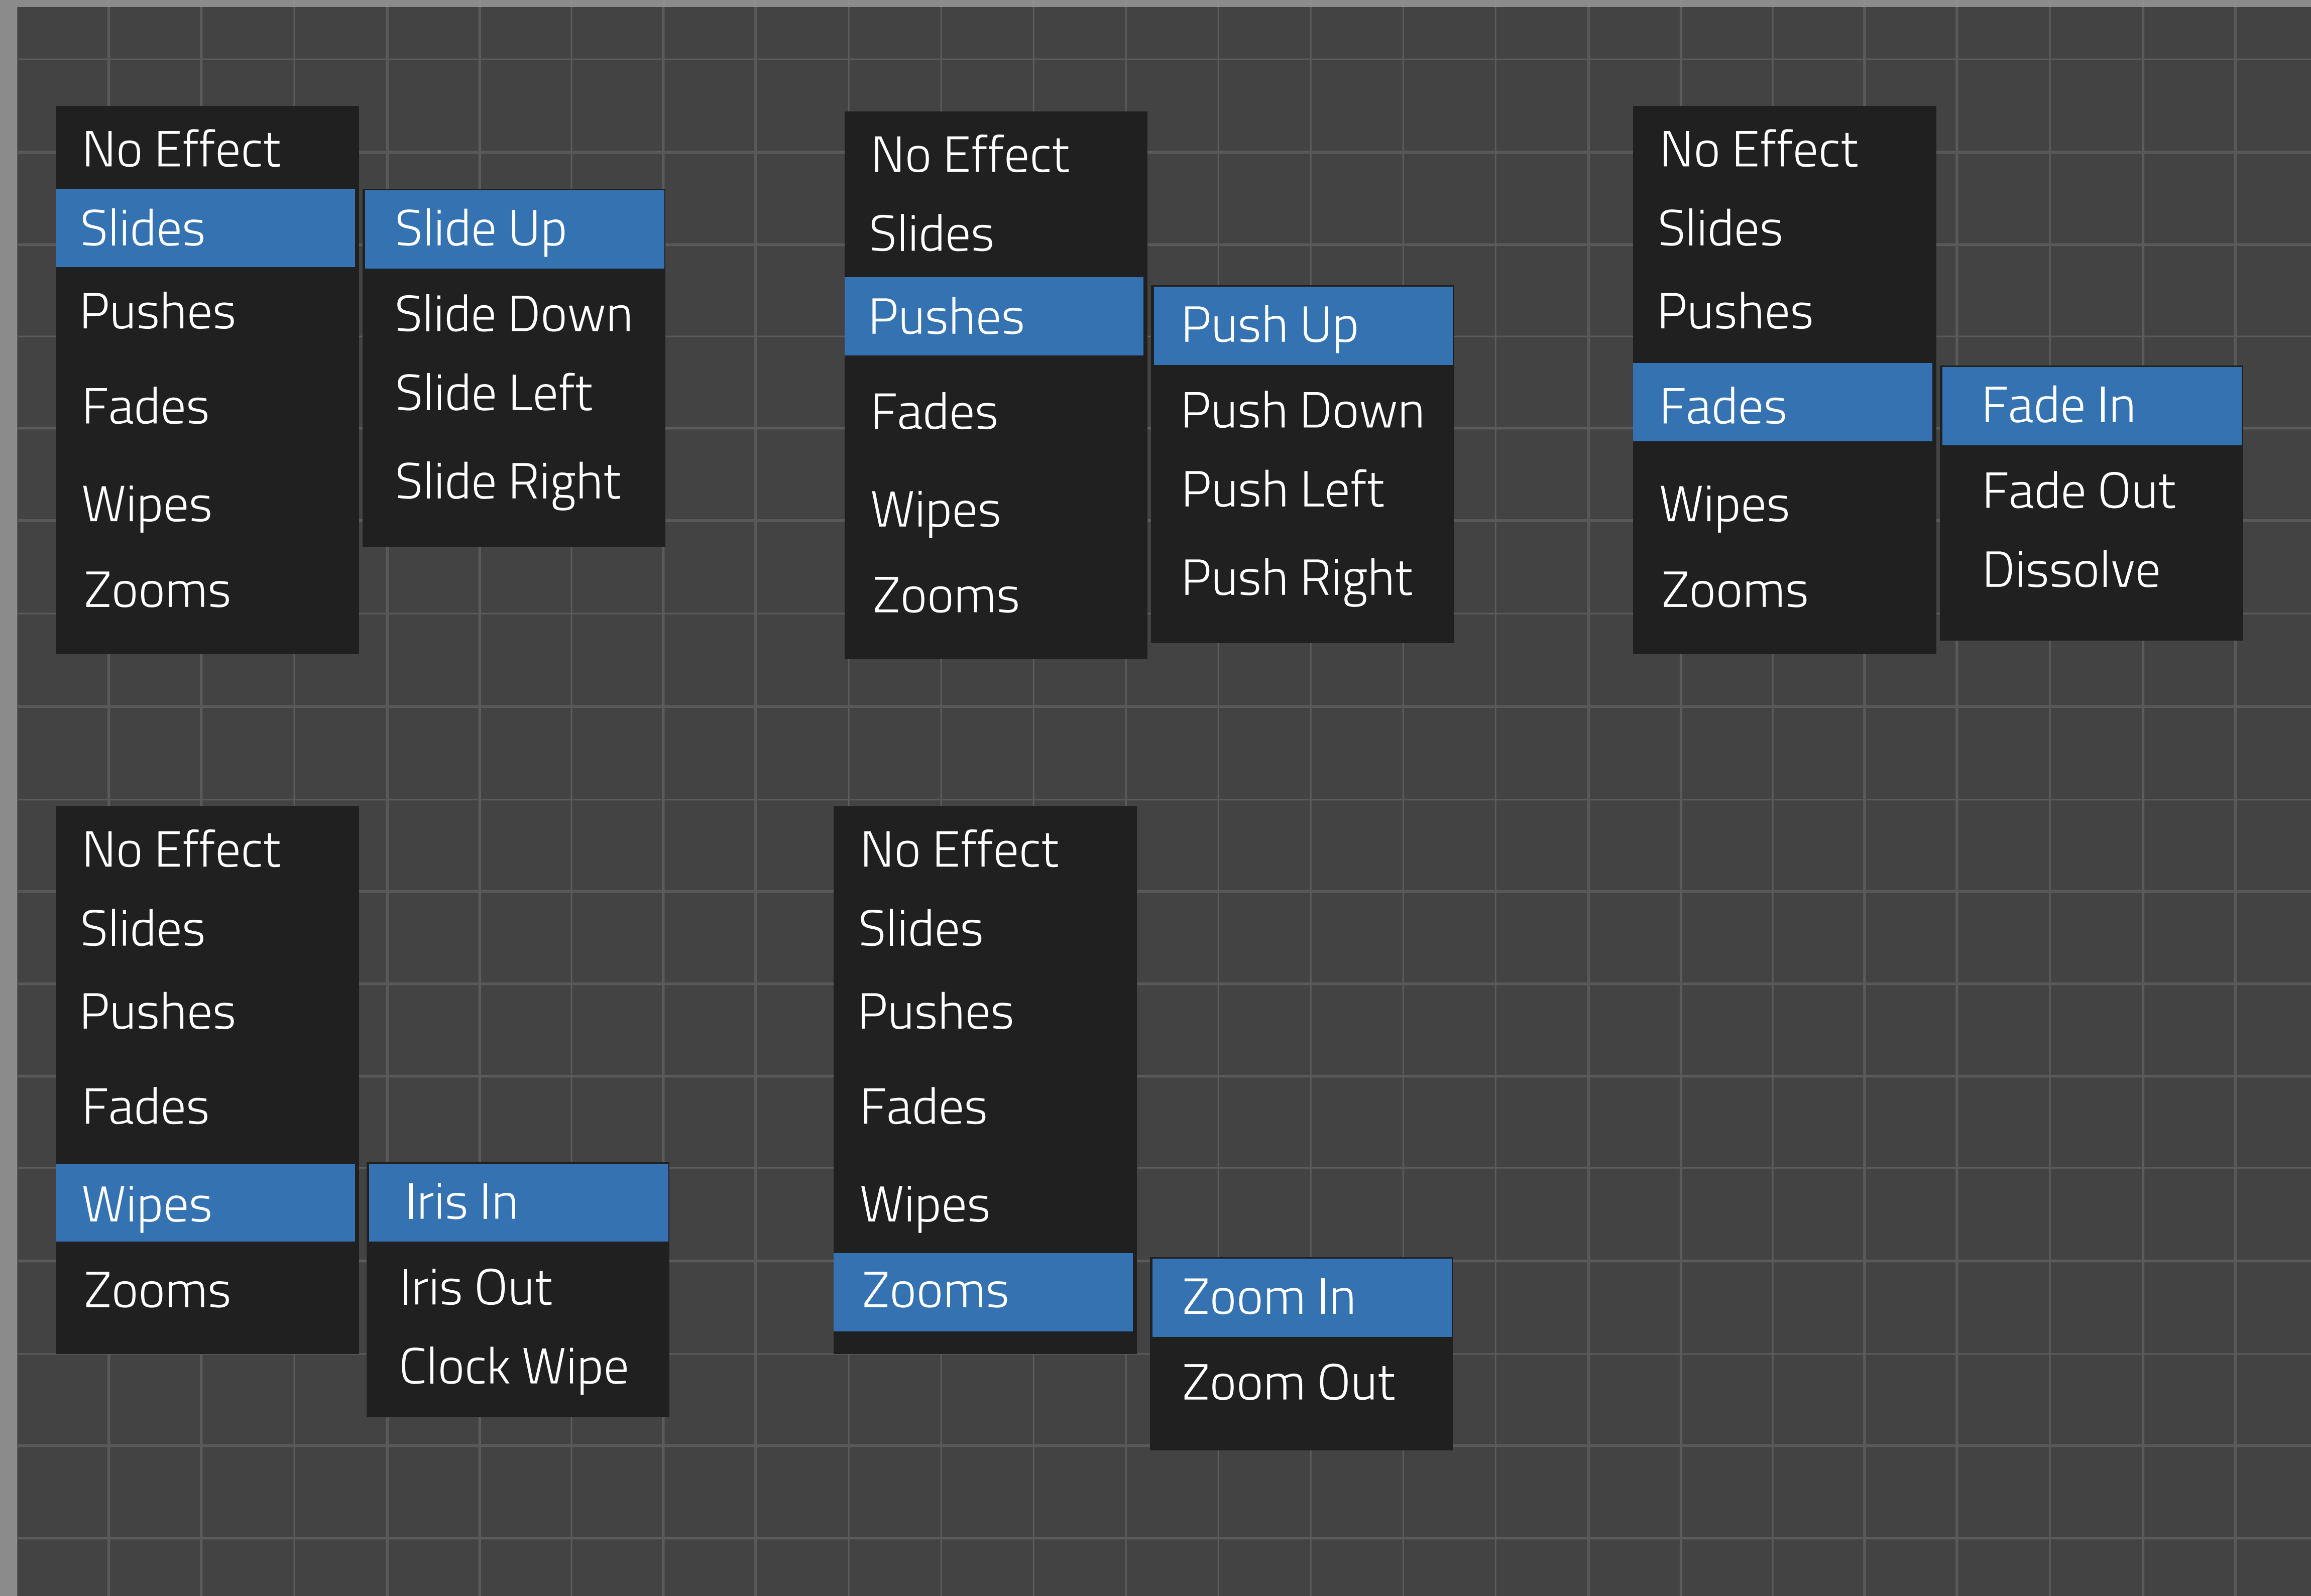 No Effect
Slides
Pushes
Fades
Wipes
Zooms
Slide Up
Slide Down
Slide Left
Slide Right
No Effect
Slides
Pushes
Fades
Wipes
Zooms
Push Up
Push Down
Push Left
Push Right
No Effect
Slides
Pushes
Fades
Wipes
Zooms
Fade In
Fade Out
Dissolve
No Effect
Slides
Pushes
Fades
Wipes
Zooms
Iris In
Iris Out
Clock Wipe
No Effect
Slides
Pushes
Fades
Wipes
Zooms
Zoom In
Zoom Out